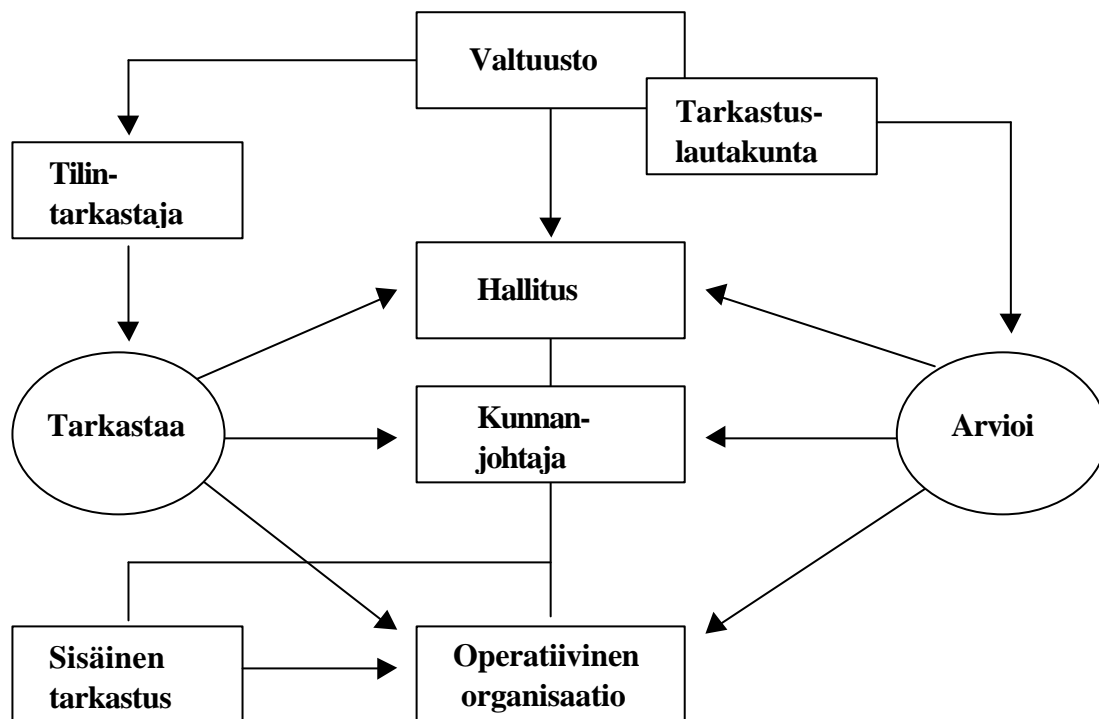 Valtuusto
Tarkastus-
lautakunta
Tilin-
tarkastaja
Hallitus
Tarkastaa
Kunnan-
johtaja
Arvioi
Sisäinen
tarkastus
Operatiivinen
organisaatio